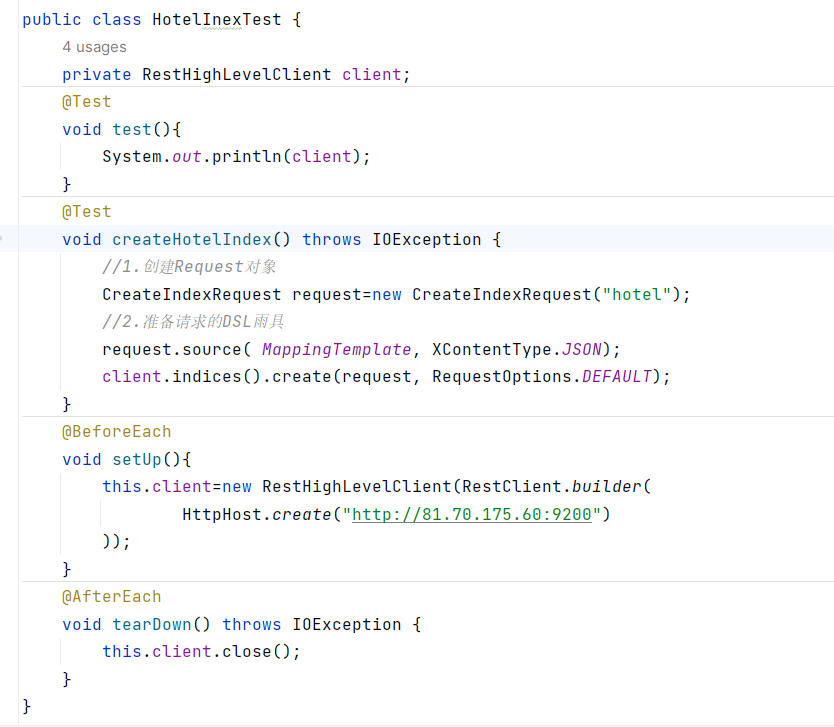 public class HotelInexTest {
4 usages
private RestHighLevelClient client;
@Test
void test(){
System.out.println(client);
}
@Test
void createHotelIndex() throws IOException {
//1.创建Request对象
CreateIndexRequest request=new CreateIndexRequest("hotel");
//2.准备请求的DSL雨具
request.source( MappingTemplate, XContentType.JSON);
client.indices().create(request, RequestOptions.DEFAULT);
}
@BeforeEach
void setUp(){
this.client=new RestHighLevelClient(RestClient.builder(
HttpHost.create("http://81.70.175.60:9200")
));
}
@AfterEach
void tearDown() throws IOException {
this.client.close();
}
}